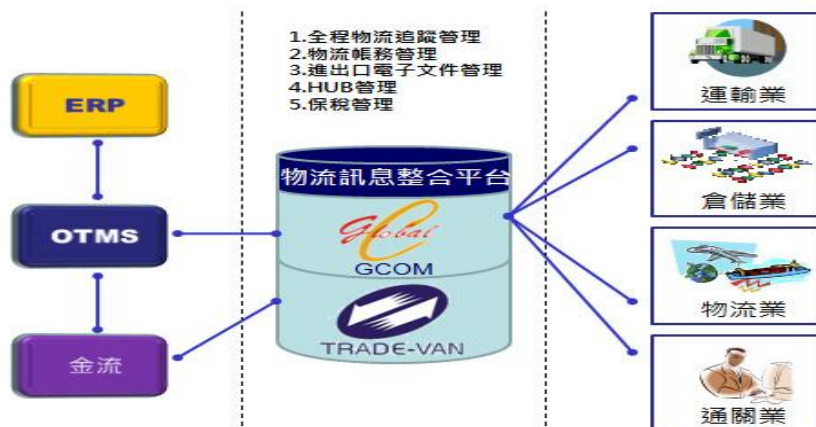 1.全程物流追蹤管理
2.物流帳務管理
3.進出口電子文件管理
4.HUB管理
5.保稅管理
ERP
OTMS
金流
物流訊息整合平台
Global
GCOM
TRADE-VAN
運輸業
倉儲業
物流業
通關業